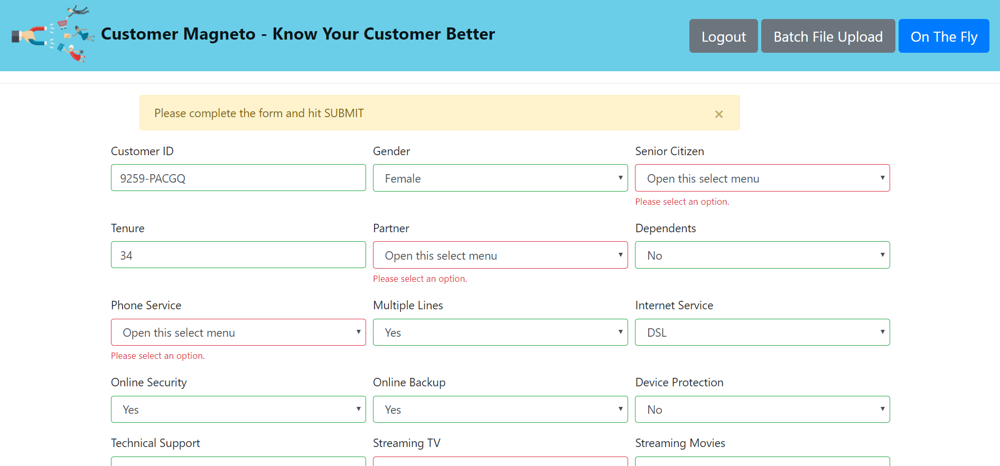 Customer Magneto - Know Your Customer Better
Logout
Batch File Upload
On The Fly
Please complete the form and hit SUBMIT
×
Customer ID
Gender
Senior Citizen
9259-PACGQ
Female
Open this select menu
Please select an option.
Tenure
Partner
Dependents
34
Open this select menu
No
Please select an option.
Phone Service
Multiple Lines
Internet Service
Open this select menu
Yes
DSL
Please select an option.
Online Security
Online Backup
Device Protection
Yes
Yes
No
Technical Support
Streaming TV
Streaming Movies